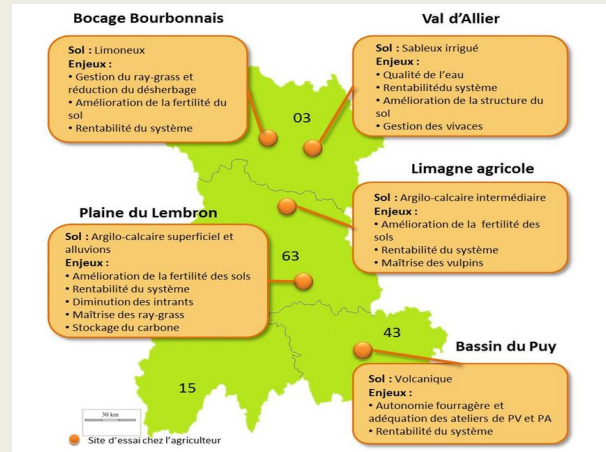 Bocage Bourbonnais
Sol : Limoneux
Enjeux :
• Gestion du ray-grass et
réduction du désherbage
• Amélioration de la fertilité du
sol
• Rentabilité du système
Val d’Allier
Sol : Sableux irrigué
Enjeux :
• Qualité de l’eau
• Rentabilitédu système
• Amélioration de la structure du
sol
• Gestion des vivaces
03
Limagne agricole
Sol : Argilo-calcaire intermédiaire
Enjeux :
• Amélioration de la fertilité des
sols
• Rentabilité du système
• Maîtrise des vulpins
Plaine du Lembron
Sol : Argilo-calcaire superficiel et
alluvions
Enjeux :
• Amélioration de la fertilité des sols
• Rentabilité du système
• Diminution des intrants
• Maîtrise des ray-grass
• Stockage du carbone
63
43
Bassin du Puy
Sol : Volcanique
Enjeux :
• Autonomie fourragère et
adéquation des ateliers de PV et PA
• Rentabilité du système
15
30 km
Site d’essai chez l’agriculteur